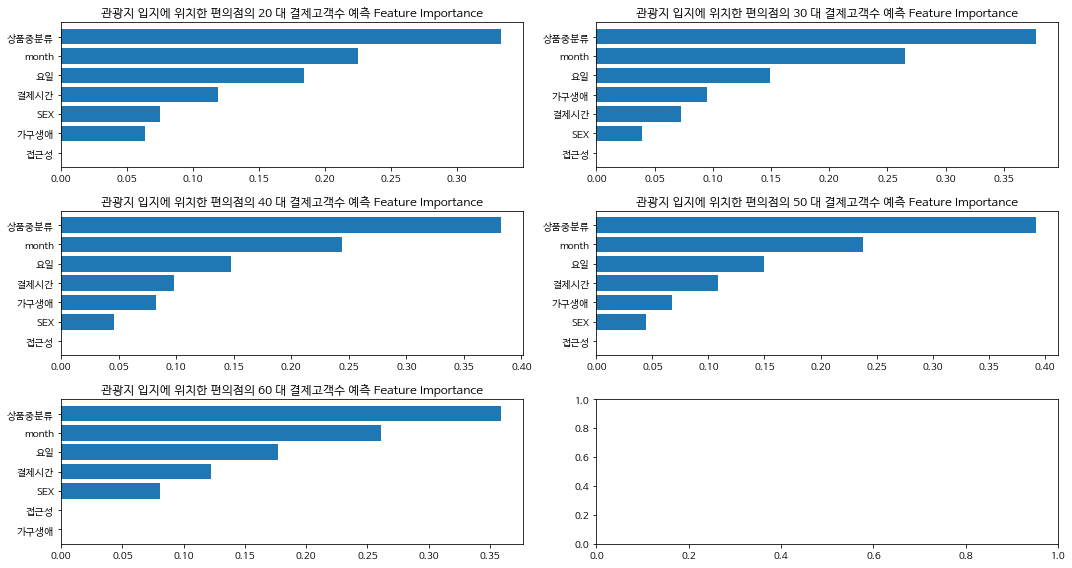 관광지 입지에 위치한 편의점의 20 대 결제고객수 예측 Feature Importance
상품중분류
month
요일
결제시간
SEX
가구생애
접근성
0.00 0.05 0.10 0.15 0.20 0.25 0.30
관광지 입지에 위치한 편의점의 30 대 결제고객수 예측 Feature Importance
상품중분류
month
요일
가구생애
결제시간
SEX
접근성
0.00 0.05 0.10 0.15 0.20 0.25 0.30 0.35
관광지 입지에 위치한 편의점의 40 대 결제고객수 예측 Feature Importance
상품중분류
month
요일
결제시간
가구생애
SEX
접근성
0.00 0.05 0.10 0.15 0.20 0.25 0.30 0.35 0.40
관광지 입지에 위치한 편의점의 50 대 결제고객수 예측 Feature Importance
상품중분류
month
요일
결제시간
가구생애
SEX
접근성
0.00 0.05 0.10 0.15 0.20 0.25 0.30 0.35 0.40
관광지 입지에 위치한 편의점의 60 대 결제고객수 예측 Feature Importance
상품중분류
month
요일
결제시간
SEX
접근성
가구생애
0.00 0.05 0.10 0.15 0.20 0.25 0.30 0.35
1.0
0.8
0.6
0.4
0.2
0.0
0.0 0.2 0.4 0.6 0.8 1.0